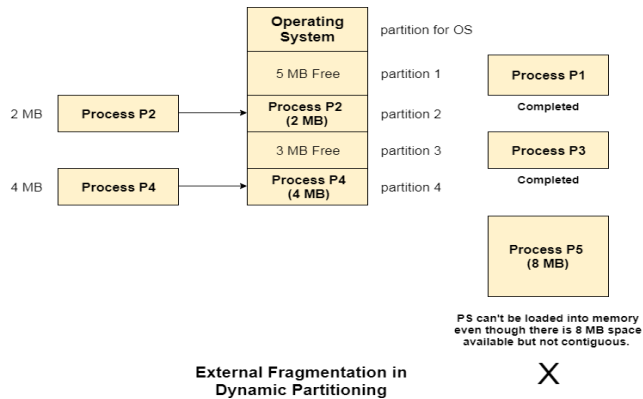 Operating
System
partition for OS
5 MB Free
partition 1
Process P1
Completed
2 MB
Process P2
Process P2
(2 MB)
partition 2
3 MB Free
partition 3
Process P3
Completed
4 MB
Process P4
Process P4
(4 MB)
partition 4
Process P5
(8 MB)
PS can't be loaded into memory
even though there is 8 MB space
available but not contiguous.
External Fragmentation in
Dynamic Partitioning
X